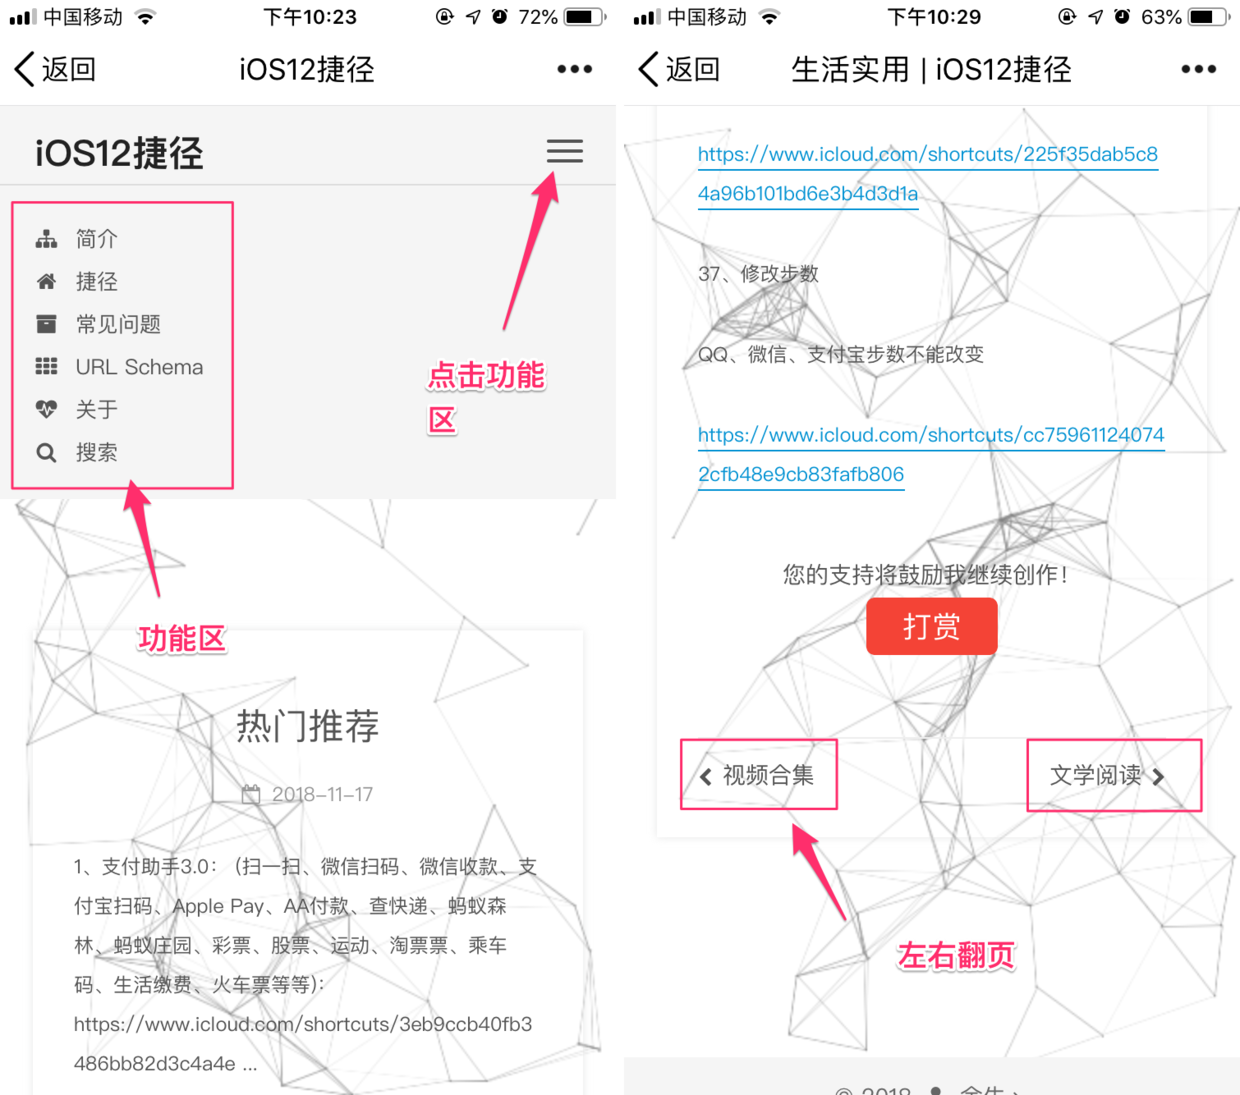 中国移动 下午10:23 72%
返回 iOS12捷径
iOS12捷径
简介
捷径
常见问题
URL Schema
关于
搜索
点击功能
区
功能区
热门推荐
2018-11-17
1、支付助手3.0：（扫一扫、微信扫码、微信收款、支
付宝扫码、Apple Pay、AA付款、查快递、蚂蚁森
林、蚂蚁庄园、彩票、股票、运动、淘票票、乘车
码、生活缴费、火车票等等）：
https://www.icloud.com/shortcuts/3eb9ccb40fb3
486bb82d3c4a4e ...
中国移动 下午10:29 63%
返回 生活实用 | iOS12捷径
https://www.icloud.com/shortcuts/225f35dab5c8
4a96b101bd6e3b4d3d1a
37、修改步数
QQ、微信、支付宝步数不能改变
https://www.icloud.com/shortcuts/cc75961124074
2cfb48e9cb83fafb806
您的支持将鼓励我继续创作！
打赏
视频合集 文学阅读
左右翻页
© 2018